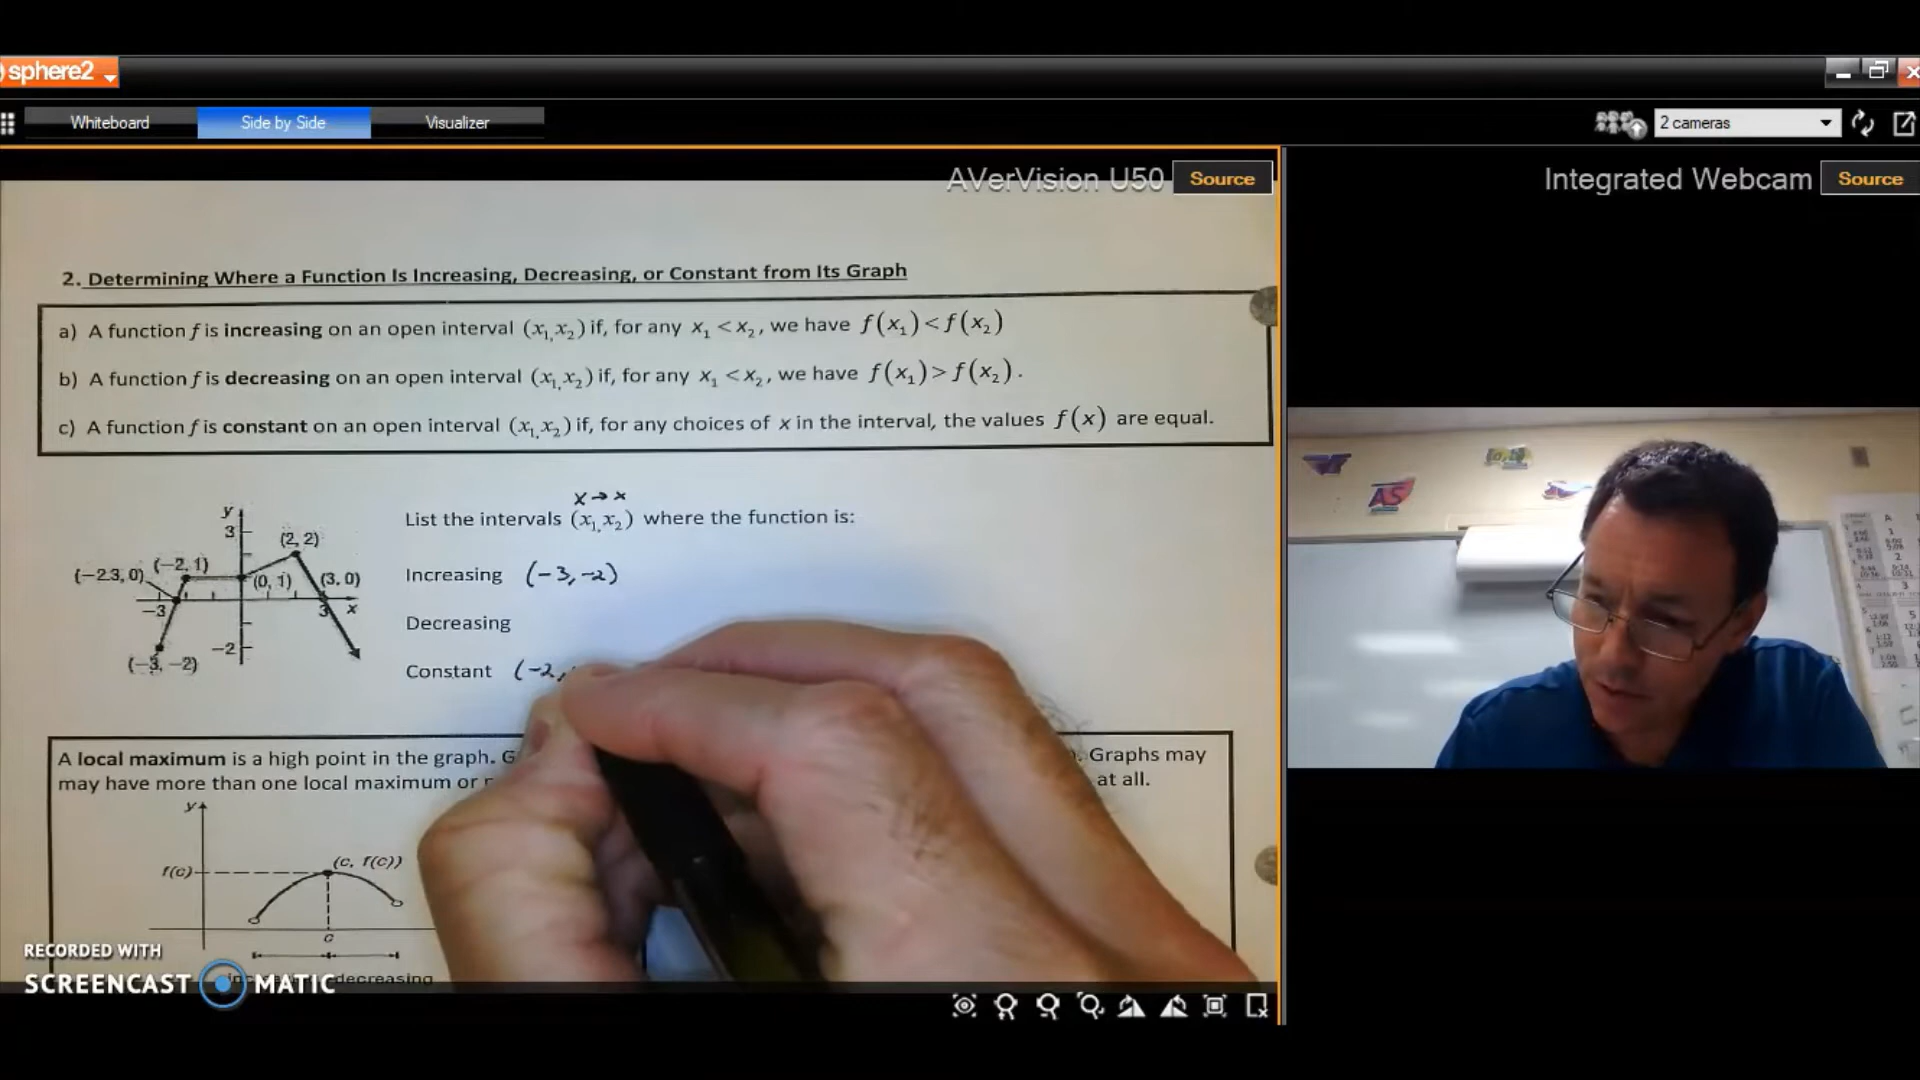 sphere2
Whiteboard
Side by Side
Visualizer
2 cameras
AVerVision U50
Source
Integrated Webcam
Source
2. Determining Where a Function Is Increasing, Decreasing, or Constant from Its Graph
a) A function f is increasing on an open interval (x₁, x₂) if, for any x₁ < x₂, we have f(x₁) < f(x₂)
b) A function f is decreasing on an open interval (x₁, x₂) if, for any x₁ < x₂, we have f(x₁) > f(x₂).
c) A function f is constant on an open interval (x₁, x₂) if, for any choices of x in the interval, the values f(x) are equal.
x → x
List the intervals (x₁, x₂) where the function is:
Increasing (-3, -2)
Decreasing
Constant (-2,
y
3
(2, 2)
(-2.3, 0)
(-2, 1)
(0, 1)
(3, 0)
-3
3
x
-2
(-3, -2)
A local maximum is a high point in the graph. G
. Graphs may
may have more than one local maximum or
at all.
y
f(c)
(c, f(c))
c
decreasing
RECORDED WITH
SCREENCAST MATIC
AS